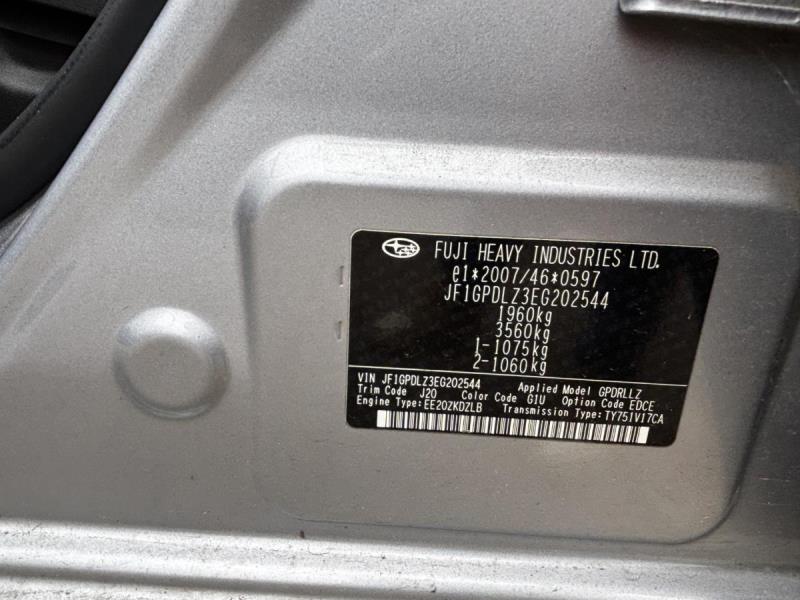 FUJI HEAVY INDUSTRIES LTD.
e1*2007/46*0597
JF1GPDLZ3EG202544
1960kg
3560kg
1-1075kg
2-1060kg
VIN JF1GPDLZ3EG202544 Applied Model GPDRLLZ
Trim Code J20 Color Code G1U Option Code EDCE
Engine Type:EE20ZKDZLB Transmission Type:TY751V17CA